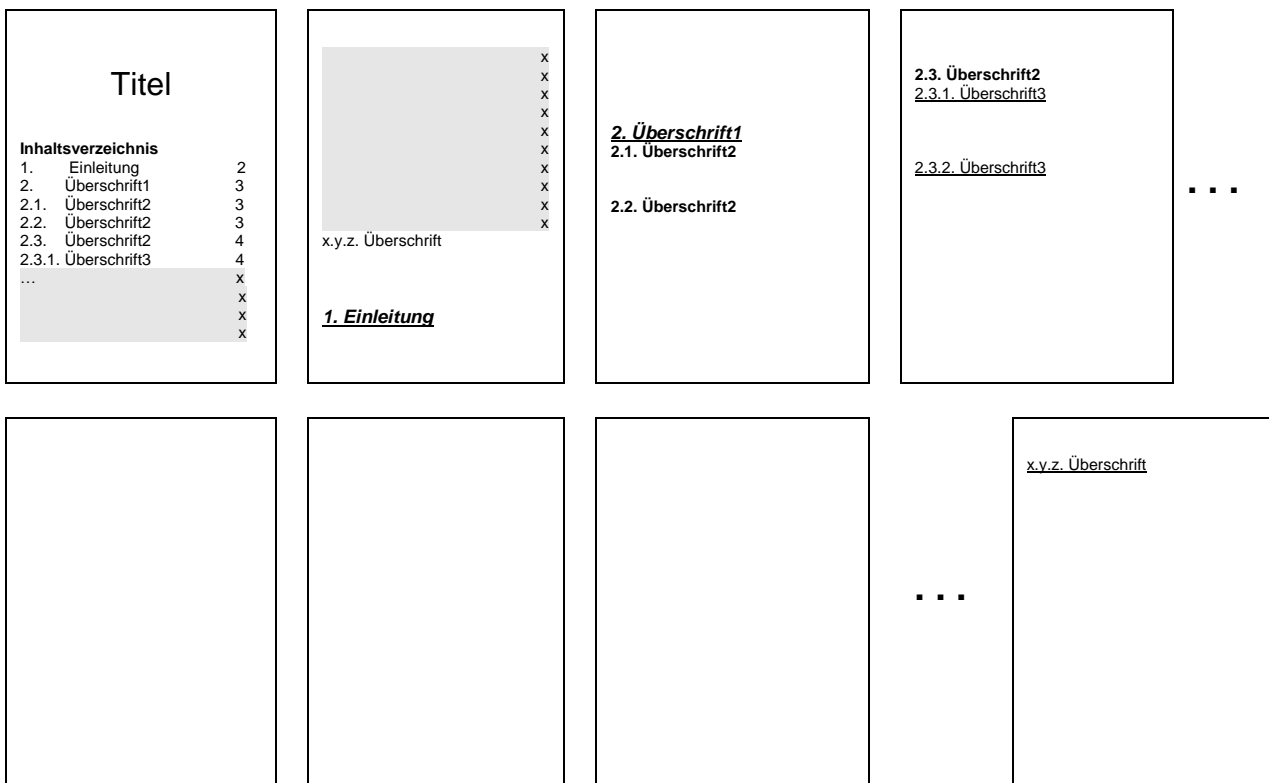 Titel
Inhaltsverzeichnis
1. Einleitung 2
2. Überschrift1 3
2.1. Überschrift2 3
2.2. Überschrift2 3
2.3. Überschrift2 4
2.3.1. Überschrift3 4
… x
x
x
x
x
x
x
x
x
x
x
x
x
x
x.y.z. Überschrift
1. Einleitung
2. Überschrift1
2.1. Überschrift2
2.2. Überschrift2
2.3. Überschrift2
2.3.1. Überschrift3
2.3.2. Überschrift3
. . .
. . .
x.y.z. Überschrift